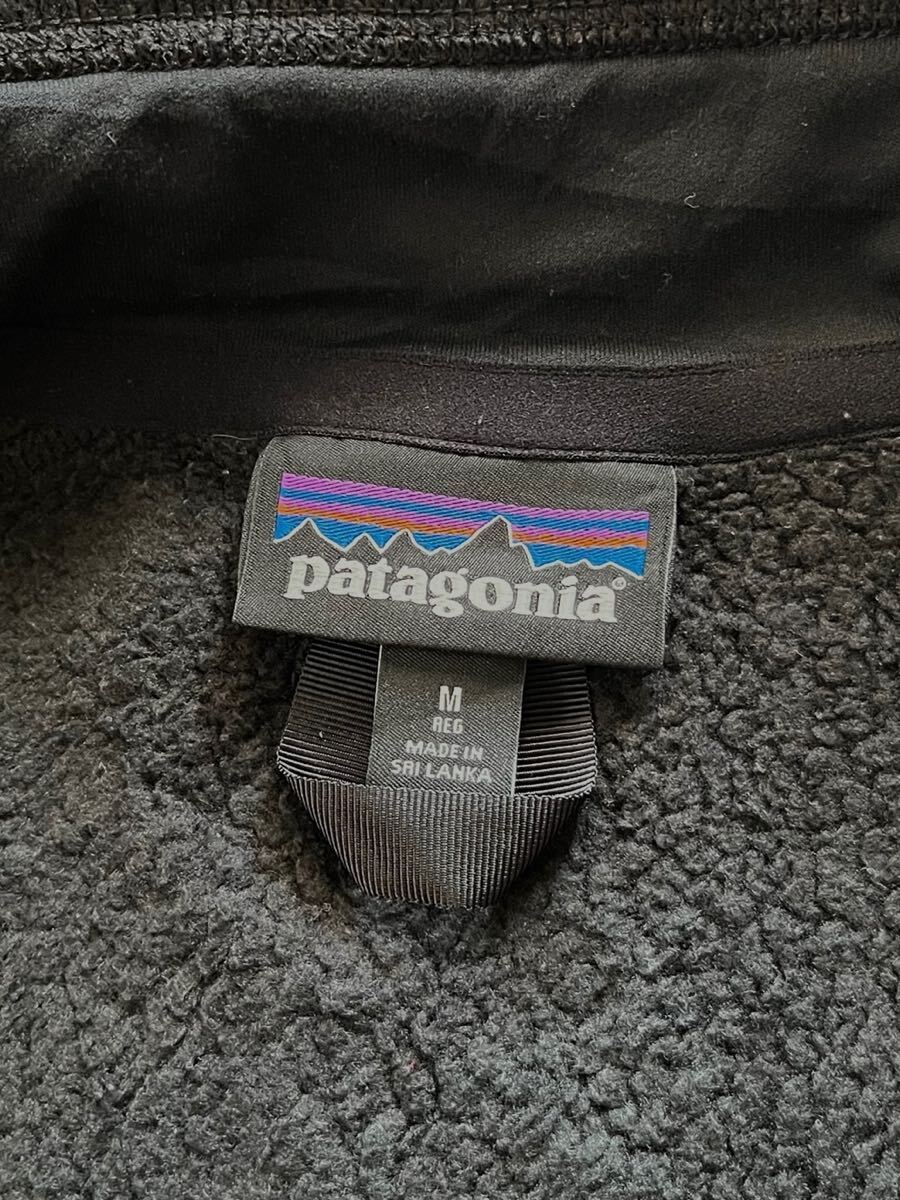 patagonia®
M
REG
MADE IN
SRI LANKA